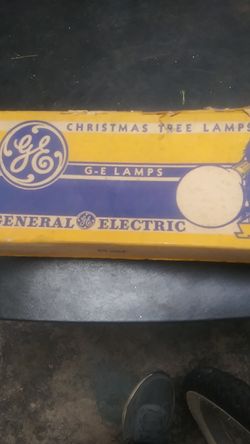 CHRISTMAS TREE LAMPS
GE
G-E LAMPS
GENERAL GE ELECTRIC